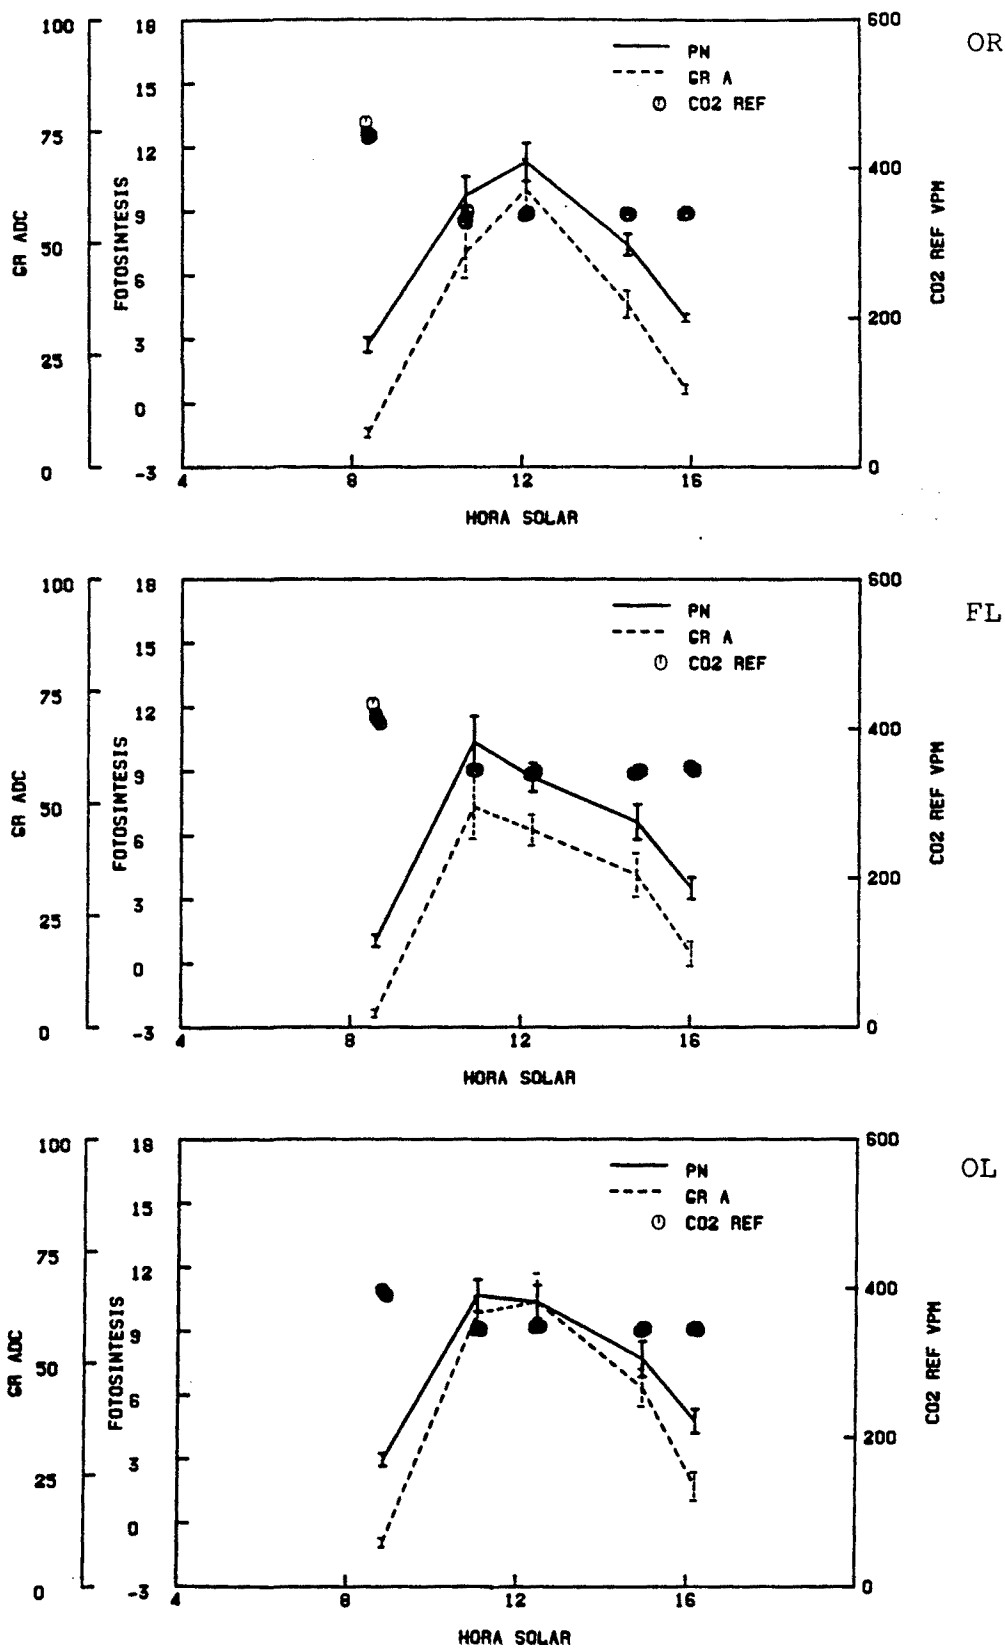 OR
100
75
50
25
0
GR ADC
18
15
12
9
6
3
0
-3
FOTOSINTESIS
PN
GR A
CO2 REF
600
400
200
0
CO2 REF VPM
4 8 12 16
HORA SOLAR
FL
100
75
50
25
0
GR ADC
18
15
12
9
6
3
0
-3
FOTOSINTESIS
PN
GR A
CO2 REF
600
400
200
0
CO2 REF VPM
4 8 12 16
HORA SOLAR
OL
100
75
50
25
0
GR ADC
18
15
12
9
6
3
0
-3
FOTOSINTESIS
PN
GR A
CO2 REF
600
400
200
0
CO2 REF VPM
4 8 12 16
HORA SOLAR